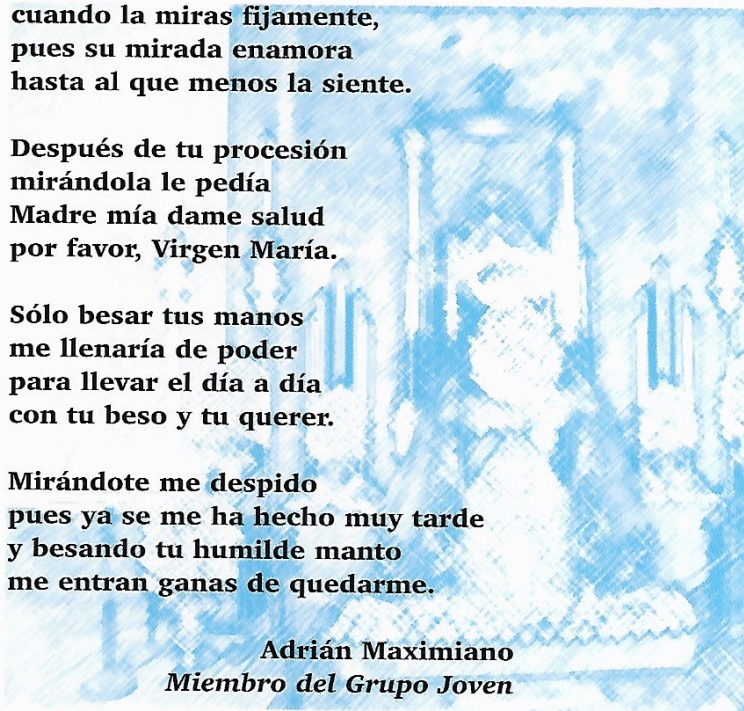 cuando la miras fijamente,
pues su mirada enamora
hasta al que menos la siente.

Después de tu procesión
mirándola le pedía
Madre mía dame salud
por favor, Virgen María.

Sólo besar tus manos
me llenaría de poder
para llevar el día a día
con tu beso y tu querer.

Mirándote me despido
pues ya se me ha hecho muy tarde
y besando tu humilde manto
me entran ganas de quedarme.

Adrián Maximiano
Miembro del Grupo Joven